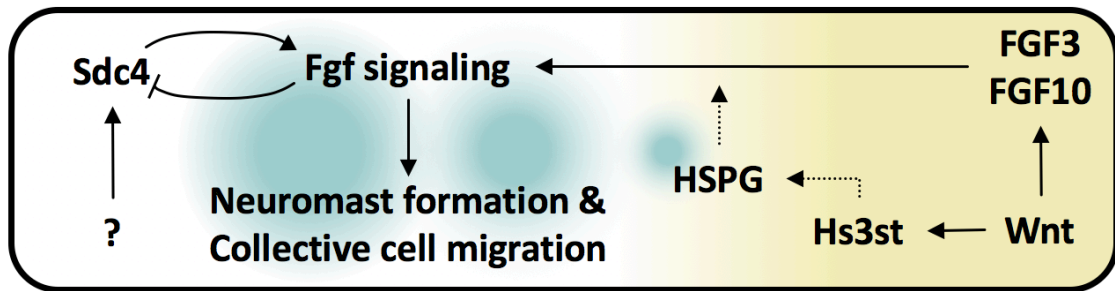 FGF3
FGF10
Sdc4
Fgf signaling
HSPG
Neuromast formation &
Collective cell migration
?
Hs3st
Wnt